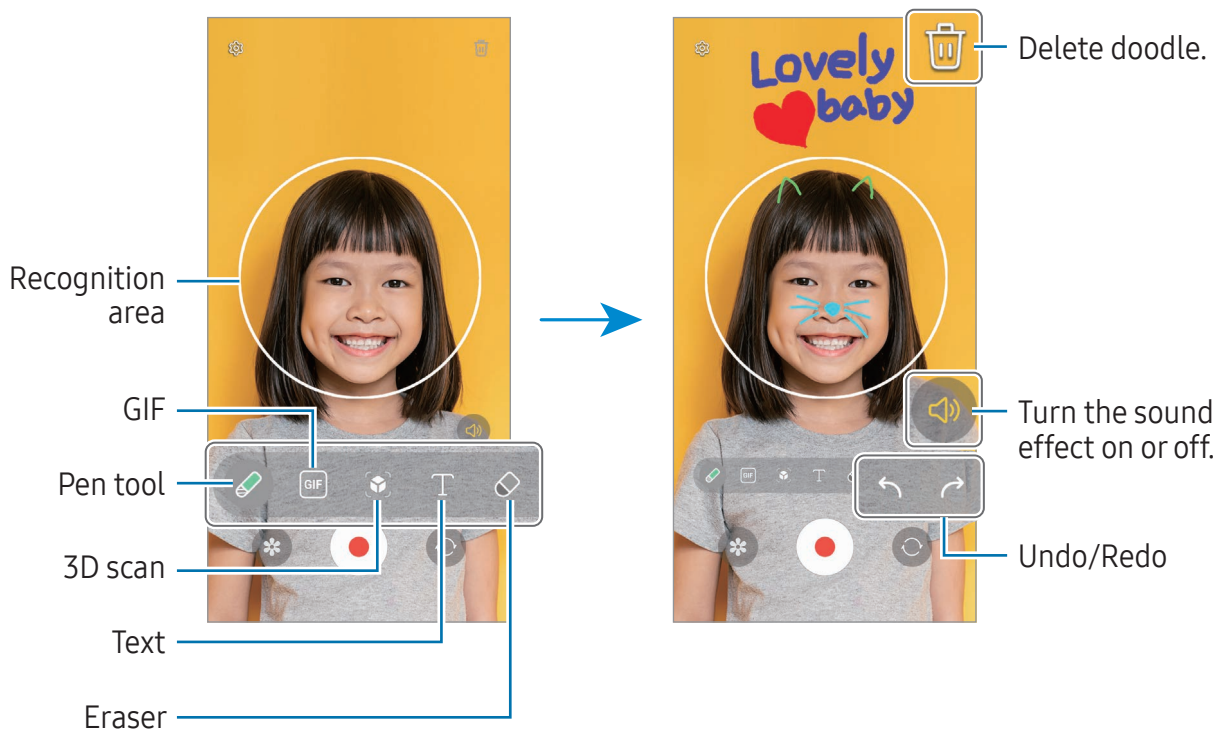 Lovely
baby
Delete doodle.
Recognition
area
GIF
Turn the sound
effect on or off.
Pen tool
GIF
T
GIF
T
3D scan
Undo/Redo
Text
Eraser